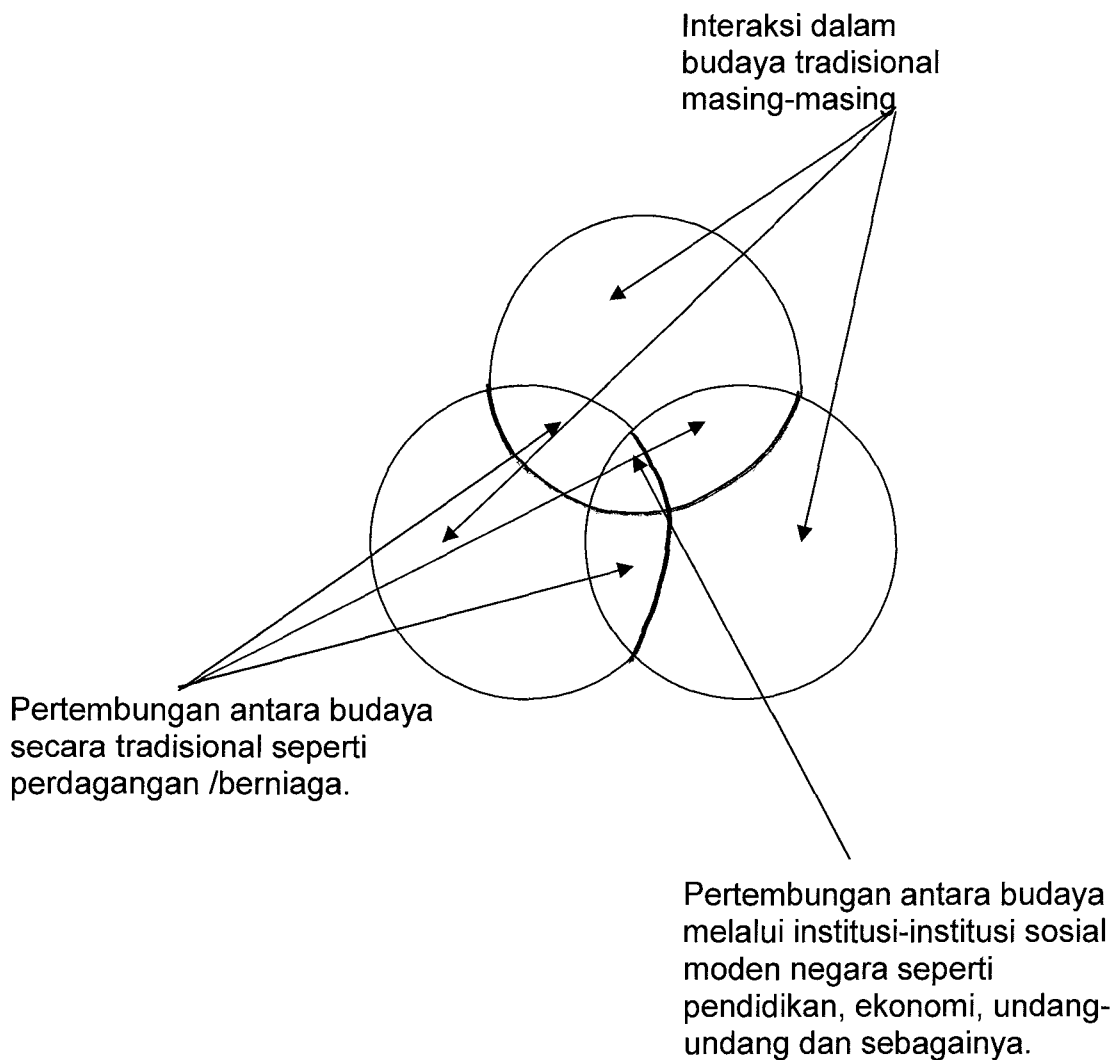 Interaksi dalam
budaya tradisional
masing-masing
Pertembungan antara budaya
secara tradisional seperti
perdagangan /berniaga.
Pertembungan antara budaya
melalui institusi-institusi sosial
moden negara seperti
pendidikan, ekonomi, undang-
undang dan sebagainya.